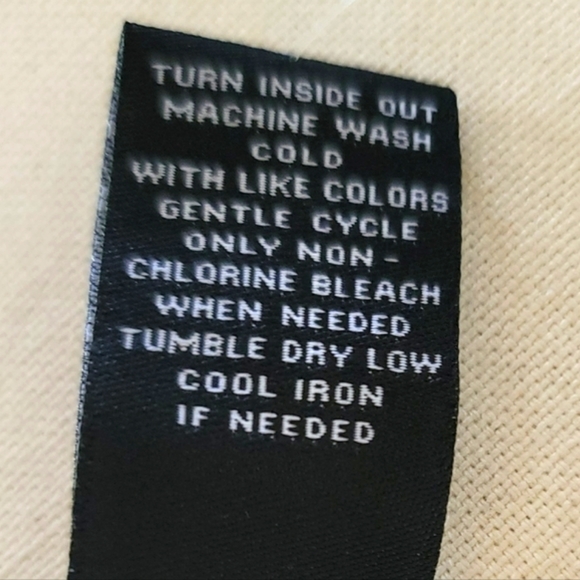 TURN INSIDE OUT
MACHINE WASH
COLD
WITH LIKE COLORS
GENTLE CYCLE
ONLY NON-
CHLORINE BLEACH
WHEN NEEDED
TUMBLE DRY LOW
COOL IRON
IF NEEDED